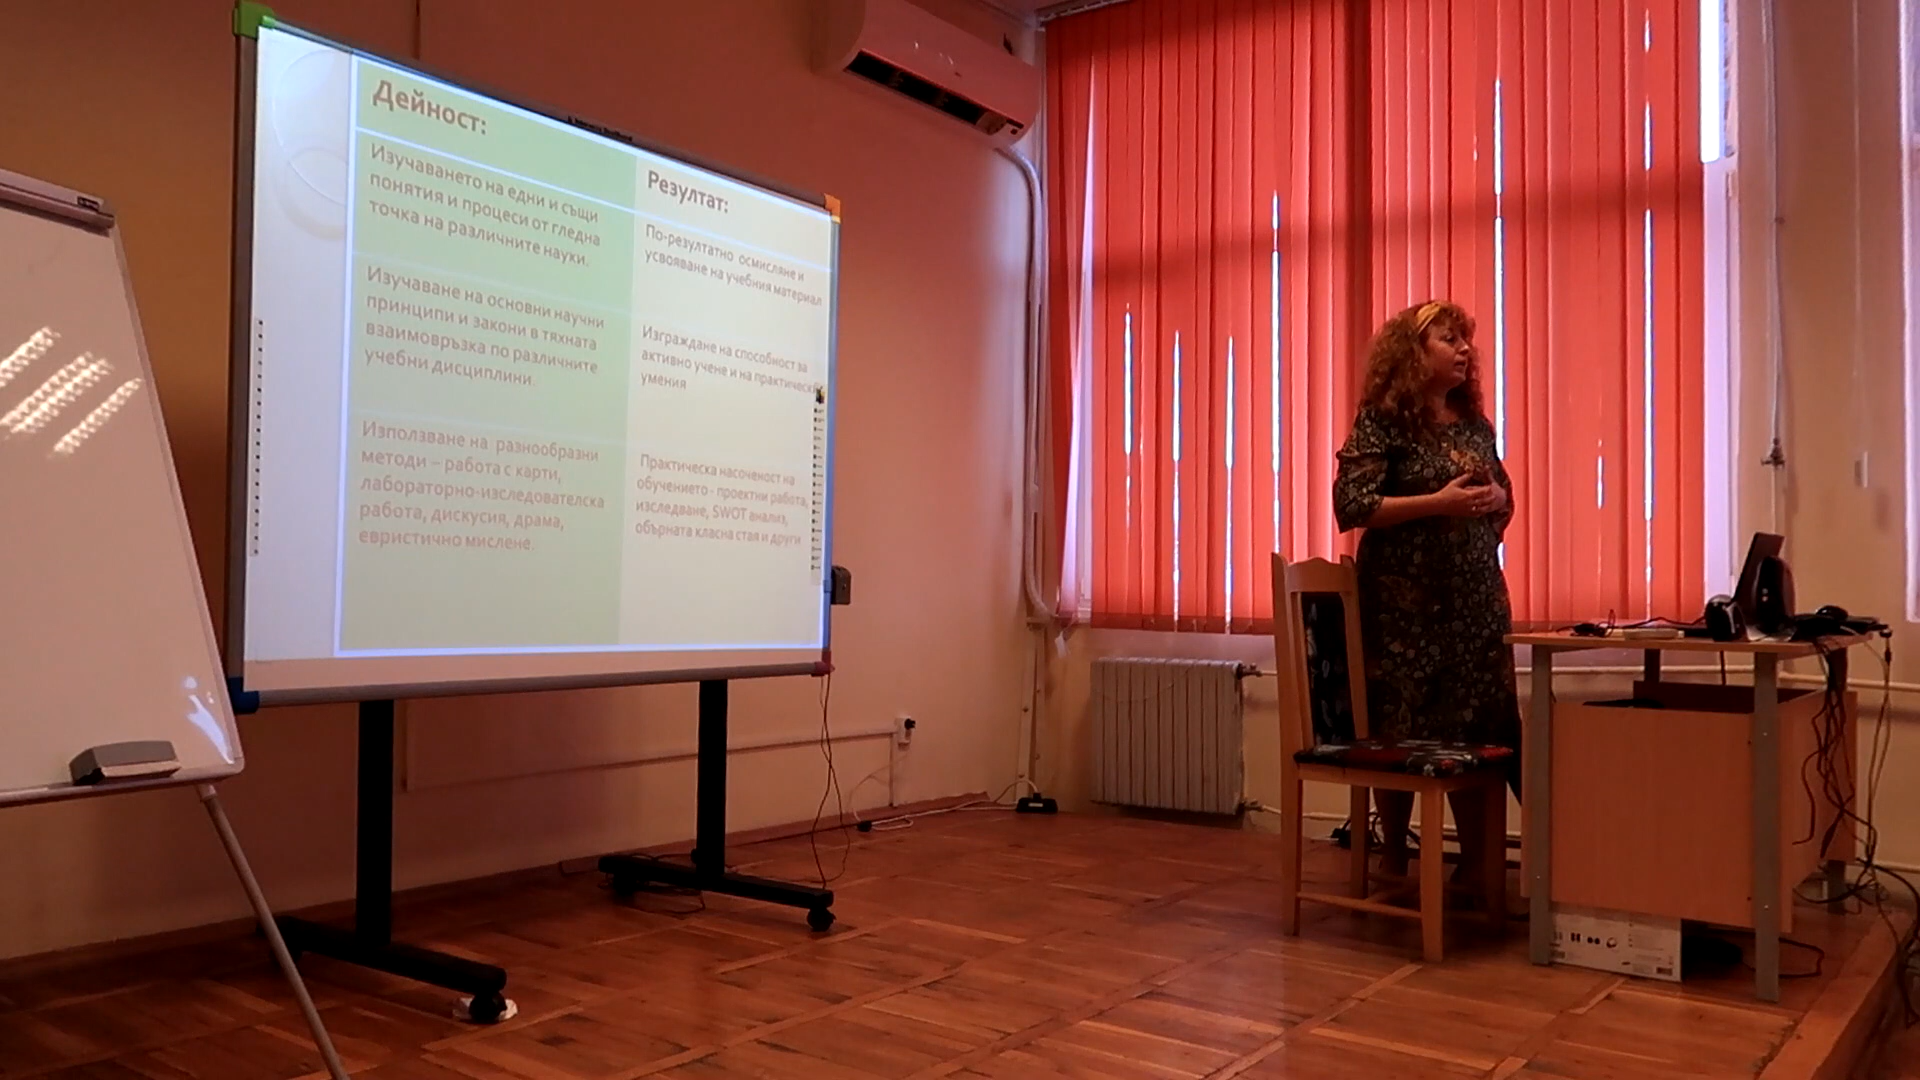 Дейност:
Изучаването на едни и същи
понятия и процеси от гледна
точка на различните науки.
Изучаване на основни научни
принципи и закони в тяхната
взаимовръзка по различните
учебни дисциплини.
Използване на разнообразни
методи – работа с карти,
лабораторно-изследователска
работа, дискусия, драма,
евристично мислене.
Резултат:
По-резултатно осмисляне и
усвояване на учебния материал
Изграждане на способност за
активно учене и на практически
умения
Практическа насоченост на
обучението - проектни работа,
изследване, SWOT анализ,
обърната класна стая и други